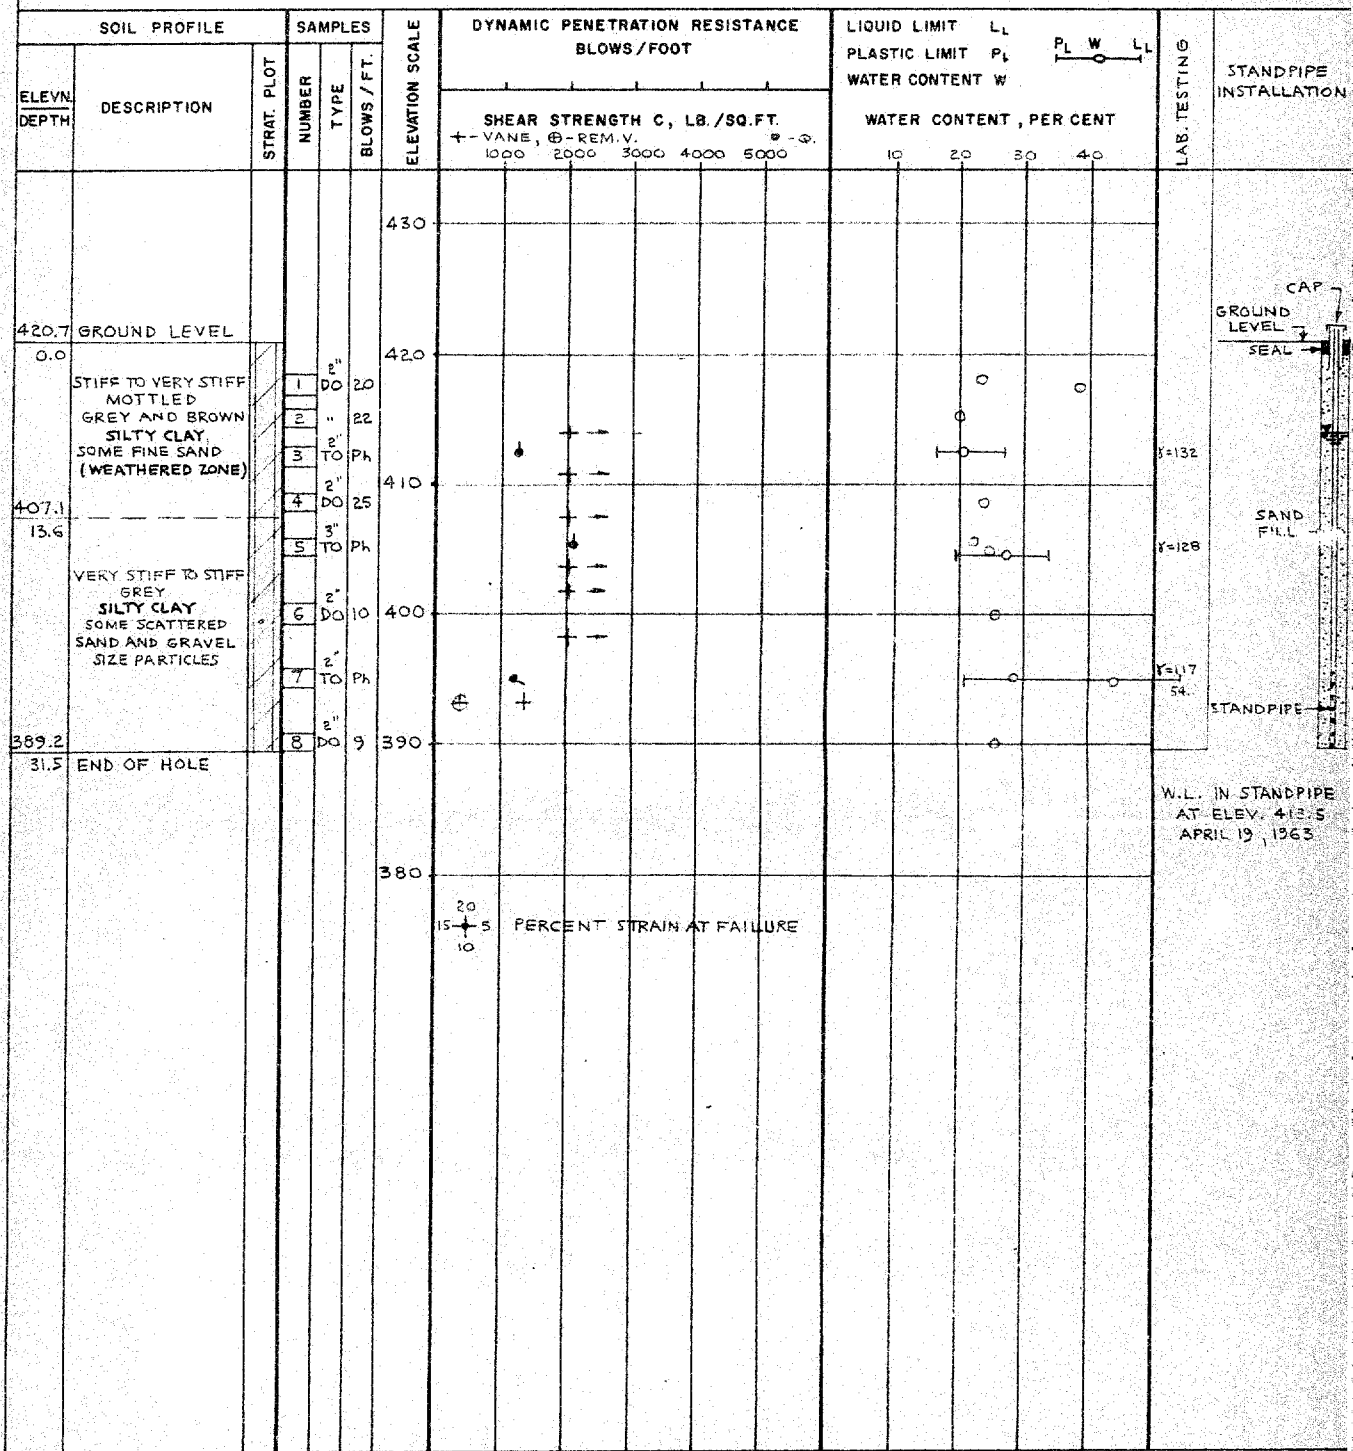 SOIL PROFILE
SAMPLES
ELEVN.
DEPTH
DESCRIPTION
STRAT. PLOT
NUMBER
TYPE
BLOWS / FT.
ELEVATION SCALE
DYNAMIC PENETRATION RESISTANCE
BLOWS/FOOT
SHEAR STRENGTH C, LB./SQ.FT.
+-VANE, ⊕-REM.V.
1000 2000 3000 4000 5000
LIQUID LIMIT LL
PLASTIC LIMIT PL
WATER CONTENT W
PL W LL
WATER CONTENT, PER CENT
10 20 30 40
LAB. TESTING
STANDPIPE
INSTALLATION
430
420
410
400
390
380
420.7 GROUND LEVEL
0.0
STIFF TO VERY STIFF
MOTTLED
GREY AND BROWN
SILTY CLAY,
SOME FINE SAND
(WEATHERED ZONE)
407.1
13.6
VERY STIFF TO STIFF
GREY
SILTY CLAY
SOME SCATTERED
SAND AND GRAVEL
SIZE PARTICLES
389.2
31.5 END OF HOLE
1 2" DO 20
2 " 22
3 2" TO Ph
4 2" DO 25
5 3" TO Ph
6 2" DO 10
7 2" TO Ph
8 2" DO 9
γ=132
γ=128
γ=117
54.
CAP
GROUND
LEVEL
SEAL
SAND
FILL
STANDPIPE
W.L. IN STANDPIPE
AT ELEV.
APRIL 19, 1963
20
15 5
10
PERCENT STRAIN AT FAILURE